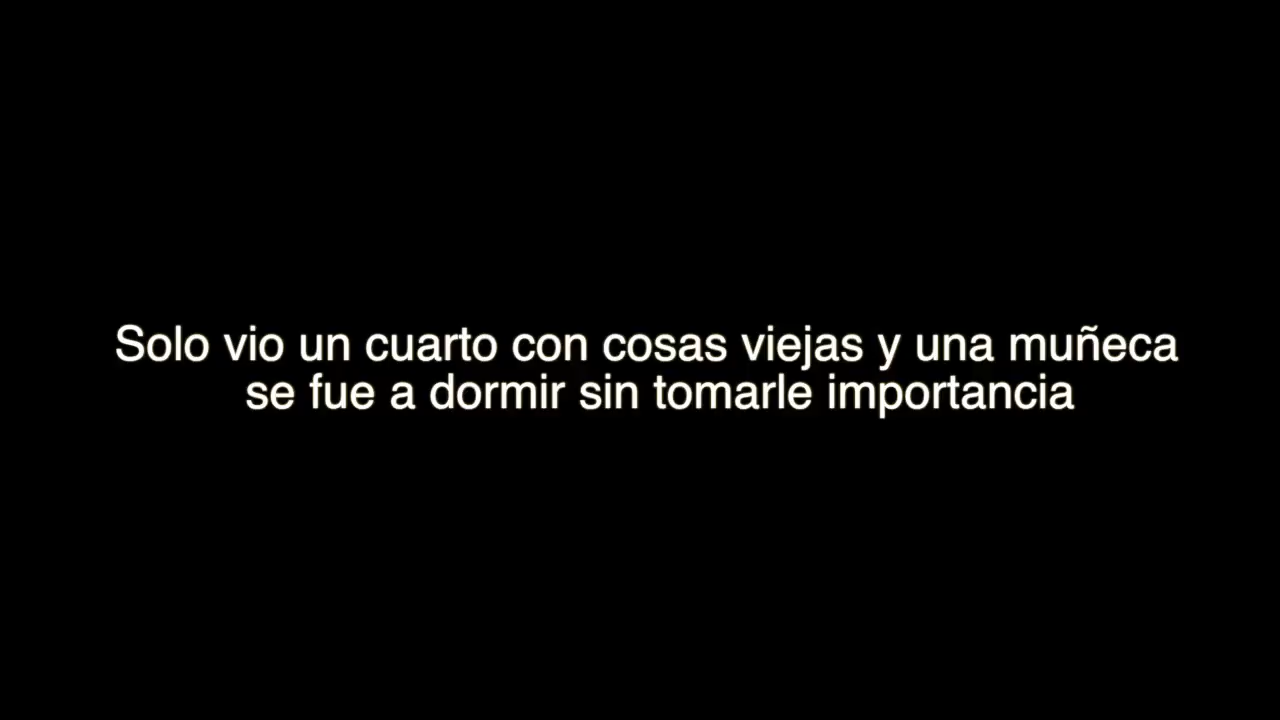 Solo vio un cuarto con cosas viejas y una muñeca
se fue a dormir sin tomarle importancia